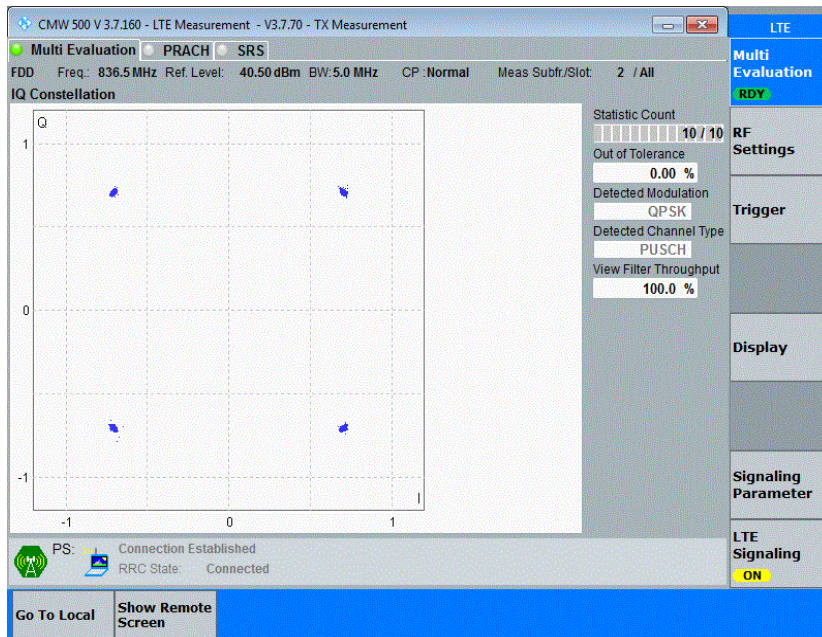 CMW 500 V 3.7.160 - LTE Measurement - V3.7.70 - TX Measurement
LTE
Multi Evaluation PRACH SRS
Multi
Evaluation
RDY
FDD Freq.: 836.5 MHz Ref. Level: 40.50 dBm BW: 5.0 MHz CP : Normal Meas Subfr./Slot: 2 / All
IQ Constellation
Q
1
0
-1
I
-1 0 1
Statistic Count
10 / 10
Out of Tolerance
0.00 %
Detected Modulation
QPSK
Detected Channel Type
PUSCH
View Filter Throughput
100.0 %
RF
Settings
Trigger
Display
Signaling
Parameter
LTE
Signaling
ON
PS: Connection Established
RRC State: Connected
Go To Local
Show Remote
Screen